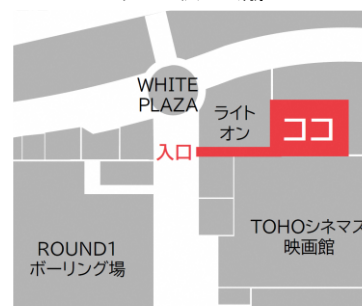 WHITE
PLAZA
ライト
オン
ココ
入口
TOHOシネマズ
映画館
ROUND1
ボーリング場